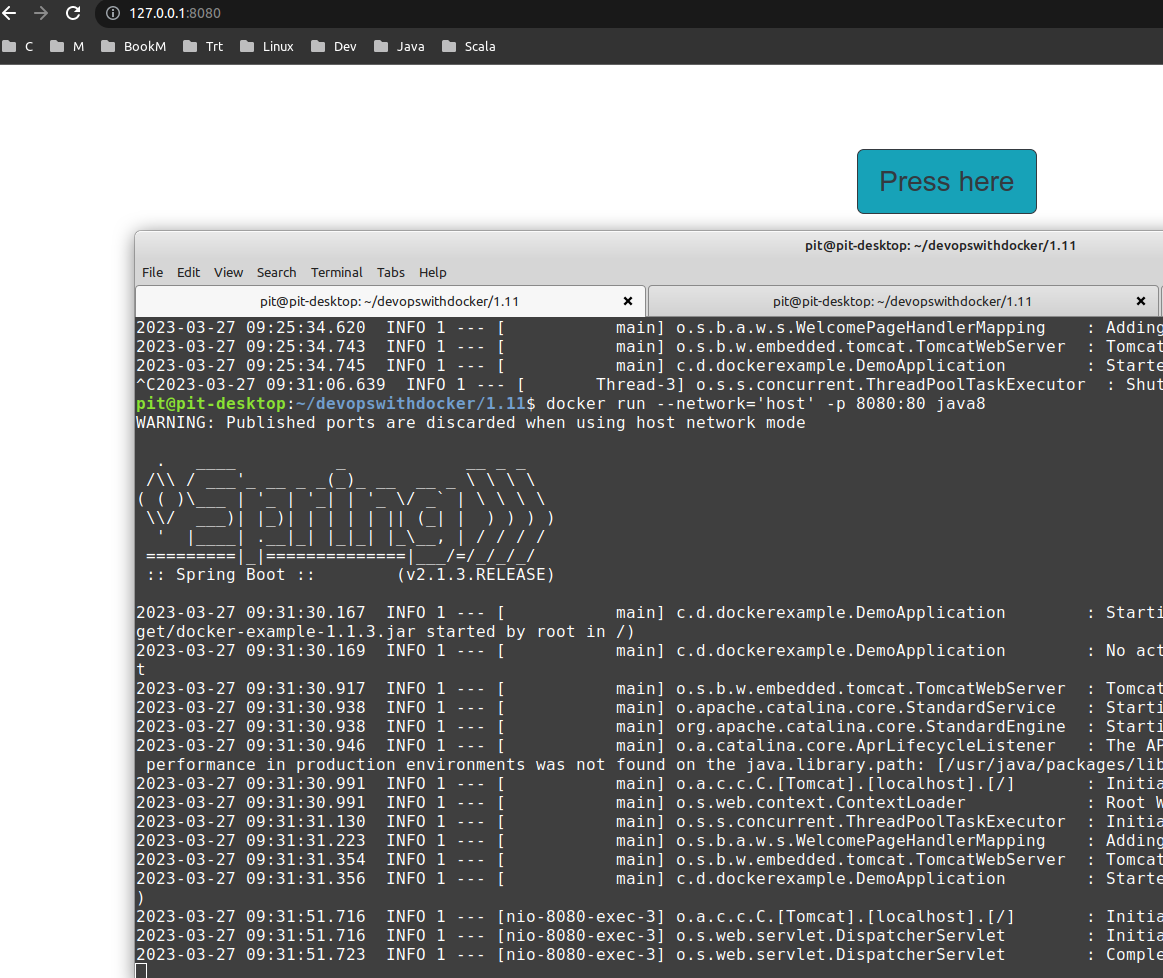 127.0.0.1:8080
C M BookM Trt Linux Dev Java Scala
Press here
pit@pit-desktop: ~/devopswithdocker/1.11
File Edit View Search Terminal Tabs Help
pit@pit-desktop: ~/devopswithdocker/1.11 × pit@pit-desktop: ~/devopswithdocker/1.11 ×
2023-03-27 09:25:34.620  INFO 1 --- [           main] o.s.b.a.w.s.WelcomePageHandlerMapping    : Adding
2023-03-27 09:25:34.743  INFO 1 --- [           main] o.s.b.w.embedded.tomcat.TomcatWebServer  : Tomcat
2023-03-27 09:25:34.745  INFO 1 --- [           main] c.d.dockerexample.DemoApplication        : Starte
^C2023-03-27 09:31:06.639  INFO 1 --- [       Thread-3] o.s.s.concurrent.ThreadPoolTaskExecutor  : Shut
pit@pit-desktop:~/devopswithdocker/1.11$ docker run --network='host' -p 8080:80 java8
WARNING: Published ports are discarded when using host network mode
  .   ____          _            __ _ _
 /\\ / ___'_ __ _ _(_)_ __  __ _ \ \ \ \
( ( )\___ | '_ | '_| | '_ \/ _` | \ \ \ \
 \\/  ___)| |_)| | | | | || (_| |  ) ) ) )
  '  |____| .__|_| |_|_| |_\__, | / / / /
 =========|_|==============|___/=/_/_/_/
 :: Spring Boot ::        (v2.1.3.RELEASE)
2023-03-27 09:31:30.167  INFO 1 --- [           main] c.d.dockerexample.DemoApplication        : Starti
get/docker-example-1.1.3.jar started by root in /)
2023-03-27 09:31:30.169  INFO 1 --- [           main] c.d.dockerexample.DemoApplication        : No act
t
2023-03-27 09:31:30.917  INFO 1 --- [           main] o.s.b.w.embedded.tomcat.TomcatWebServer  : Tomcat
2023-03-27 09:31:30.938  INFO 1 --- [           main] o.apache.catalina.core.StandardService   : Starti
2023-03-27 09:31:30.938  INFO 1 --- [           main] org.apache.catalina.core.StandardEngine  : Starti
2023-03-27 09:31:30.946  INFO 1 --- [           main] o.a.catalina.core.AprLifecycleListener   : The AP
 performance in production environments was not found on the java.library.path: [/usr/java/packages/lib
2023-03-27 09:31:30.991  INFO 1 --- [           main] o.a.c.c.C.[Tomcat].[localhost].[/]       : Initia
2023-03-27 09:31:30.991  INFO 1 --- [           main] o.s.web.context.ContextLoader            : Root W
2023-03-27 09:31:31.130  INFO 1 --- [           main] o.s.s.concurrent.ThreadPoolTaskExecutor  : Initia
2023-03-27 09:31:31.223  INFO 1 --- [           main] o.s.b.a.w.s.WelcomePageHandlerMapping    : Adding
2023-03-27 09:31:31.354  INFO 1 --- [           main] o.s.b.w.embedded.tomcat.TomcatWebServer  : Tomcat
2023-03-27 09:31:31.356  INFO 1 --- [           main] c.d.dockerexample.DemoApplication        : Starte
)
2023-03-27 09:31:51.716  INFO 1 --- [nio-8080-exec-3] o.a.c.c.C.[Tomcat].[localhost].[/]       : Initia
2023-03-27 09:31:51.716  INFO 1 --- [nio-8080-exec-3] o.s.web.servlet.DispatcherServlet        : Initia
2023-03-27 09:31:51.723  INFO 1 --- [nio-8080-exec-3] o.s.web.servlet.DispatcherServlet        : Comple